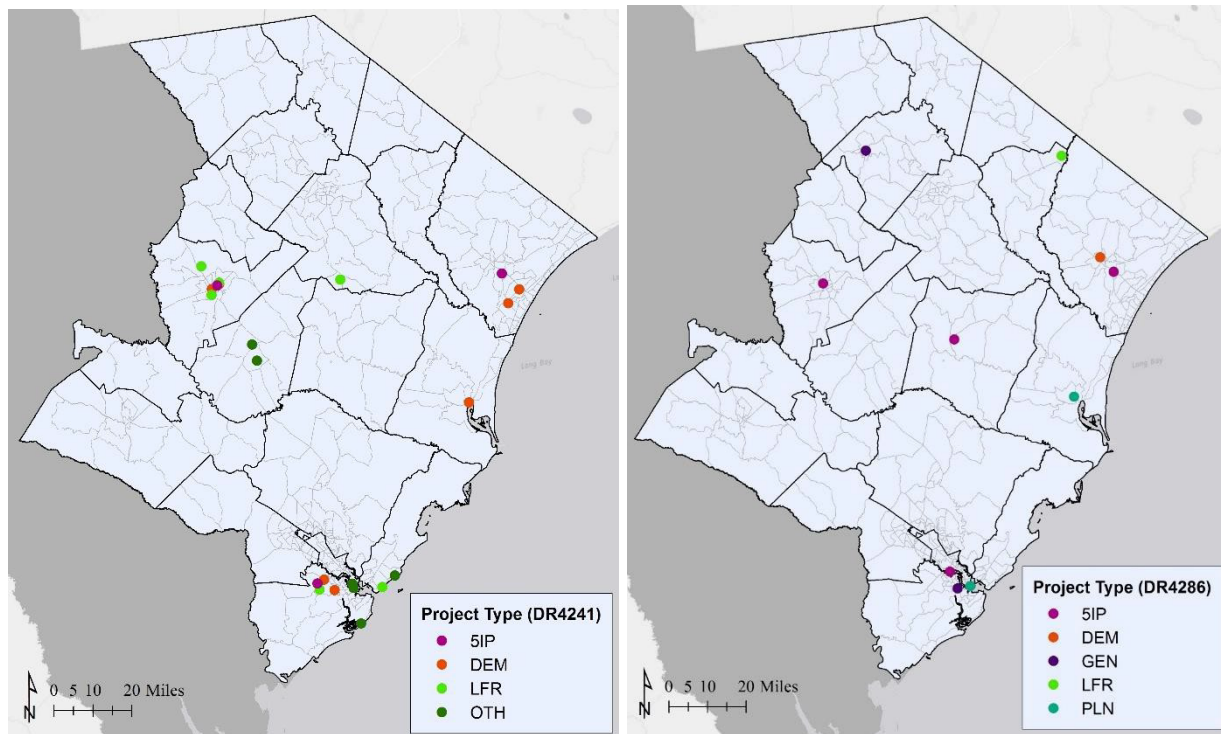 Long Bay
Project Type (DR4241)
5IP
DEM
LFR
OTH
N
0 5 10 20 Miles
Long Bay
Project Type (DR4286)
5IP
DEM
GEN
LFR
PLN
N
0 5 10 20 Miles